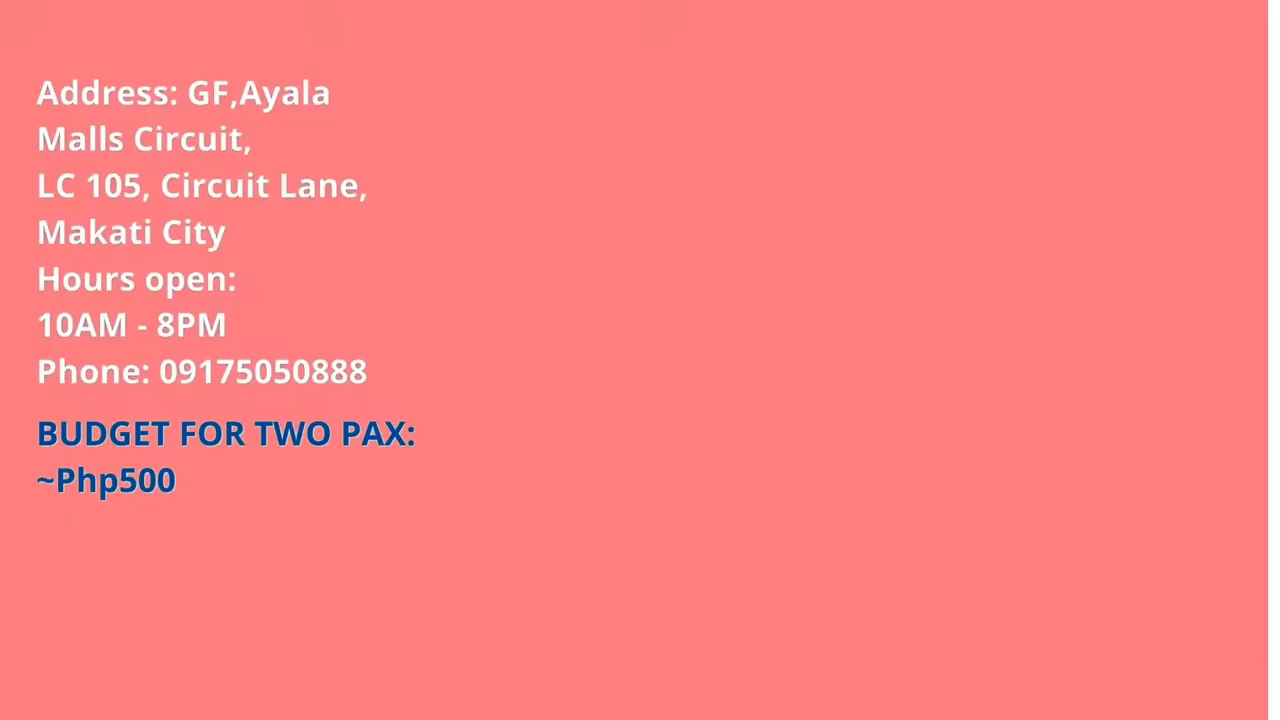 Address: GF,Ayala
Malls Circuit,
LC 105, Circuit Lane,
Makati City
Hours open:
10AM - 8PM
Phone: 09175050888
BUDGET FOR TWO PAX:
~Php500